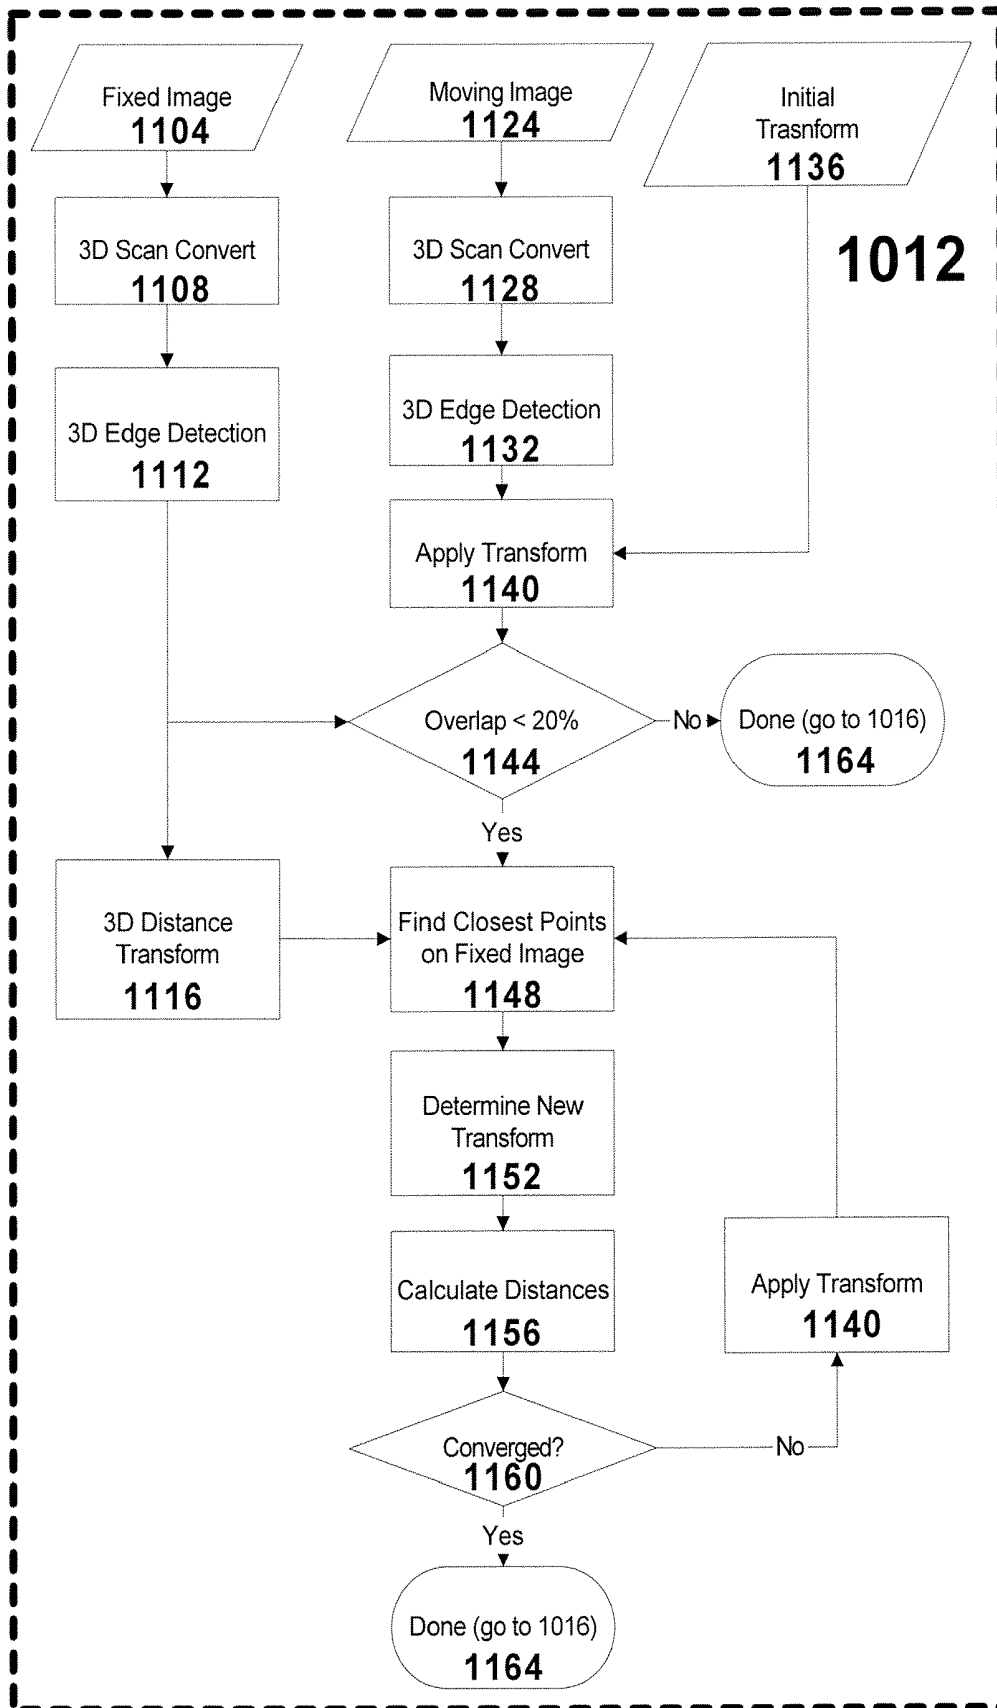 Fixed Image
1104
Moving Image
1124
Initial
Trasnform
1136
1012
3D Scan Convert
1108
3D Scan Convert
1128
3D Edge Detection
1112
3D Edge Detection
1132
Apply Transform
1140
Overlap < 20%
1144
No
Done (go to 1016)
1164
Yes
3D Distance
Transform
1116
Find Closest Points
on Fixed Image
1148
Determine New
Transform
1152
Calculate Distances
1156
Apply Transform
1140
Converged?
1160
No
Yes
Done (go to 1016)
1164